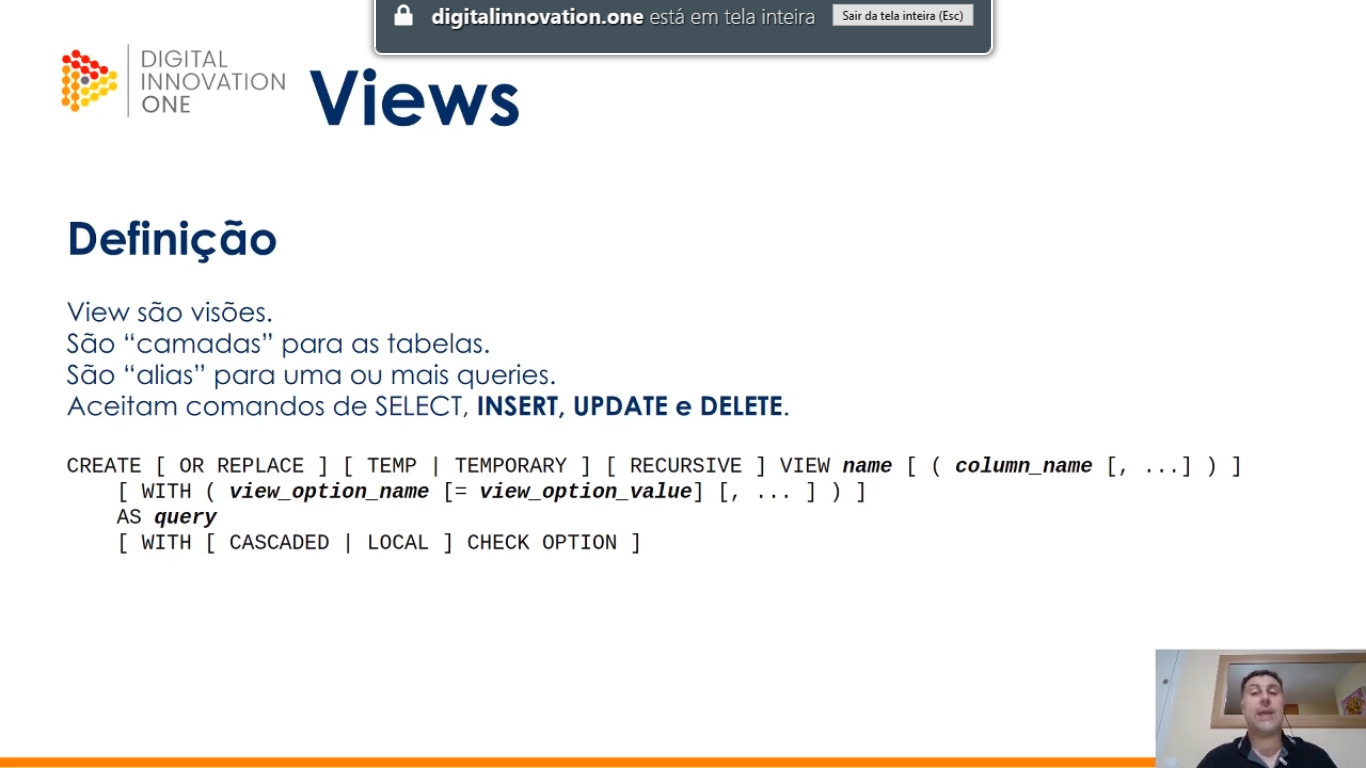 digitalinnovation.one está em tela inteira Sair da tela inteira (Esc)
DIGITAL
INNOVATION
ONE
Views
Definição
View são visões.
São “camadas” para as tabelas.
São “alias” para uma ou mais queries.
Aceitam comandos de SELECT, INSERT, UPDATE e DELETE.
CREATE [ OR REPLACE ] [ TEMP | TEMPORARY ] [ RECURSIVE ] VIEW name [ ( column_name [, ...] ) ]
[ WITH ( view_option_name [= view_option_value] [, ... ] ) ]
AS query
[ WITH [ CASCADED | LOCAL ] CHECK OPTION ]